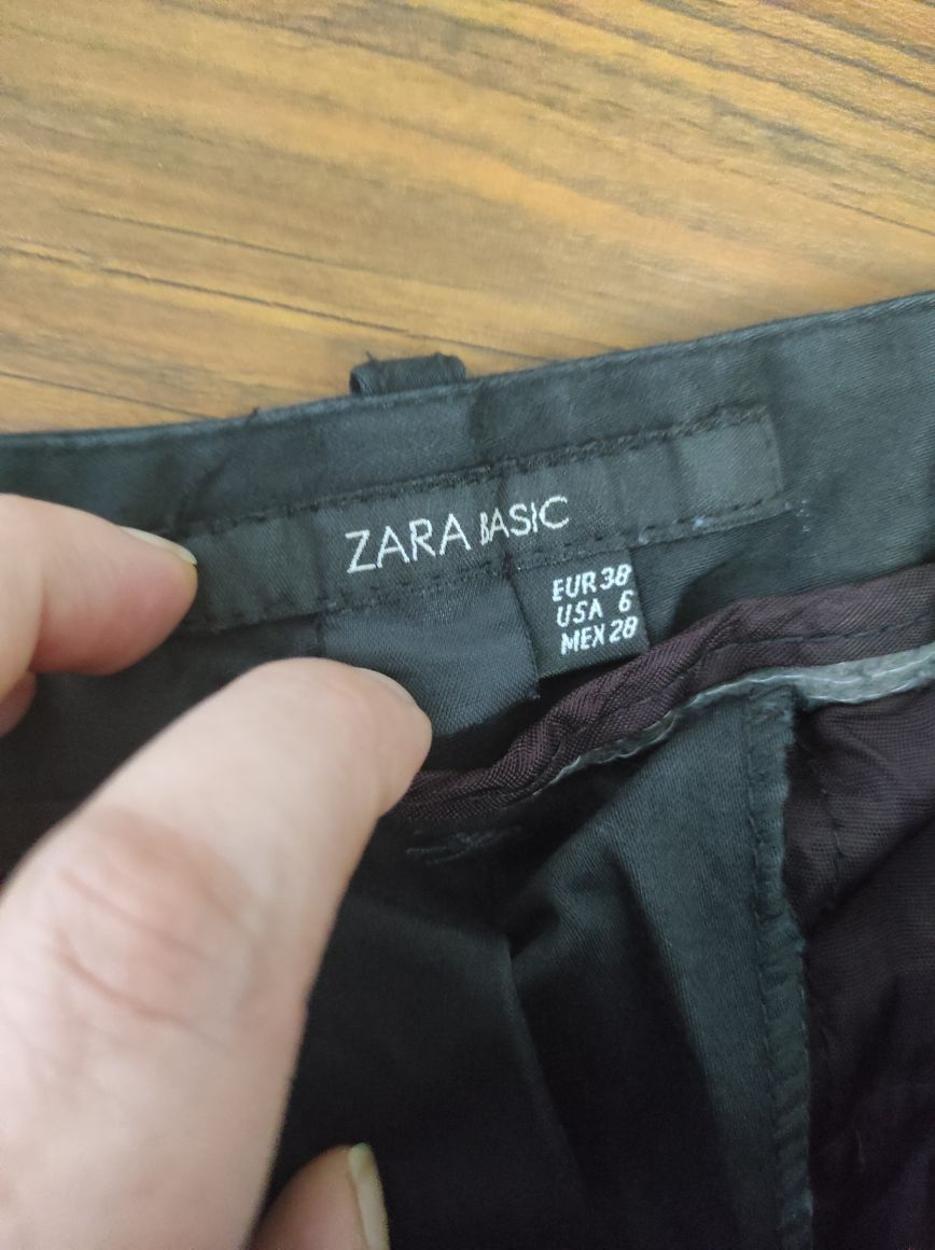 ZARA BASIC
EUR 38
USA 6
MEX 28